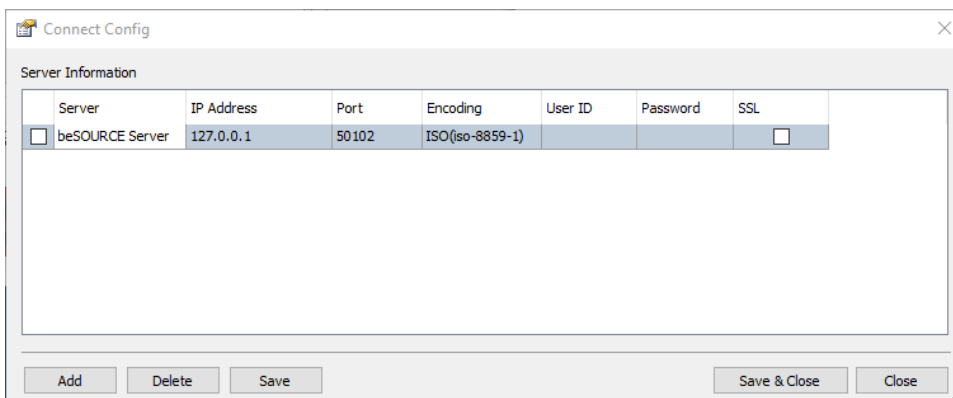 Connect Config
Server Information
Server IP Address Port Encoding User ID Password SSL
beSOURCE Server 127.0.0.1 50102 ISO(iso-8859-1)
Add Delete Save Save & Close Close